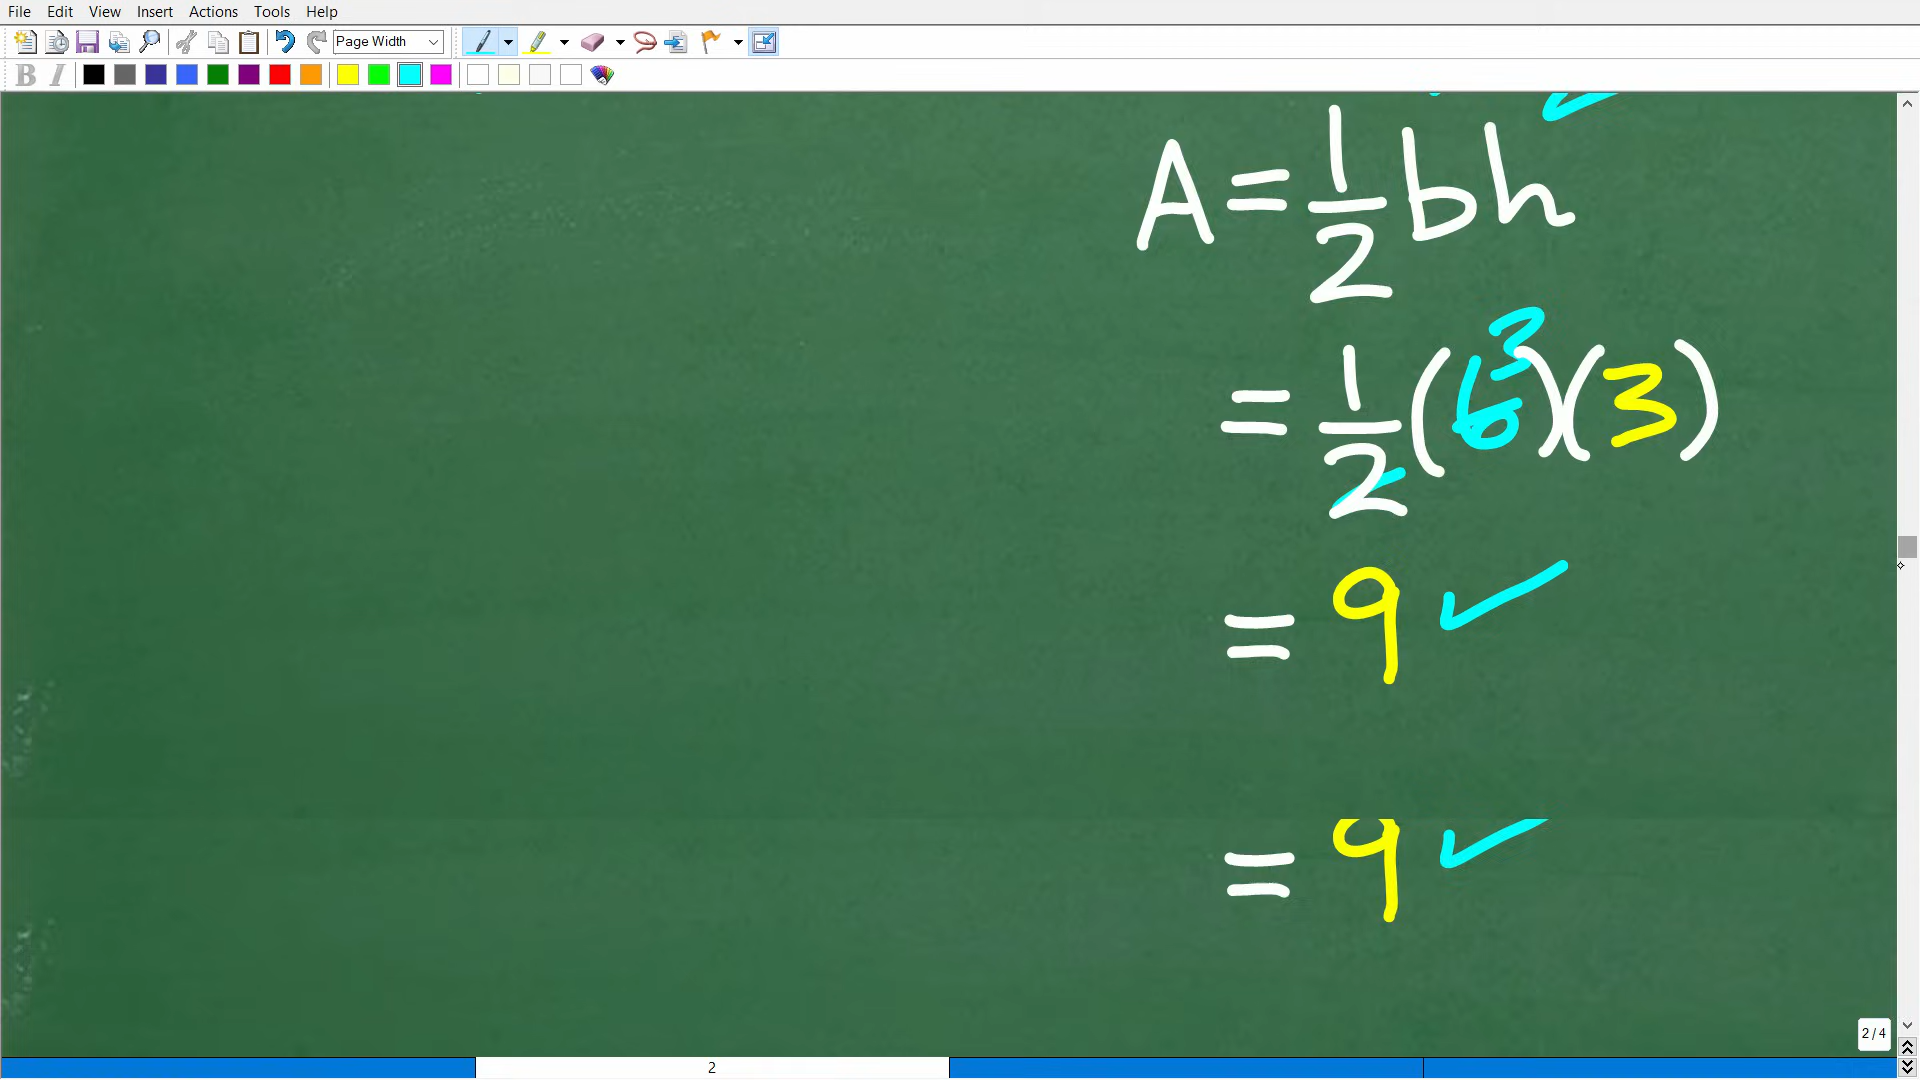 File Edit View Insert Actions Tools Help
Page Width
B I
A = 1/2 bh
= 1/2 (6 3)(3)
= 9 ✓
= 9 ✓
2 / 4
2